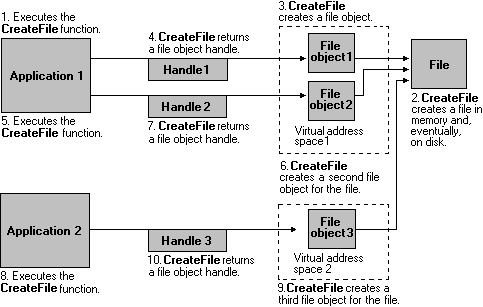 1. Executes the
CreateFile function.
Application 1
5. Executes the
CreateFile function.
4. CreateFile returns
a file object handle.
Handle1
Handle 2
7. CreateFile returns
a file object handle.
3. CreateFile
creates a file object.
File
object1
File
object2
Virtual address
space1
File
2. CreateFile
creates a file in
memory and,
eventually,
on disk.
6. CreateFile
creates a second file
object for the file.
Application 2
8. Executes the
CreateFile function.
Handle 3
10. CreateFile returns
a file object handle.
File
object3
Virtual address
space 2
9. CreateFile creates a
third file object for the file.